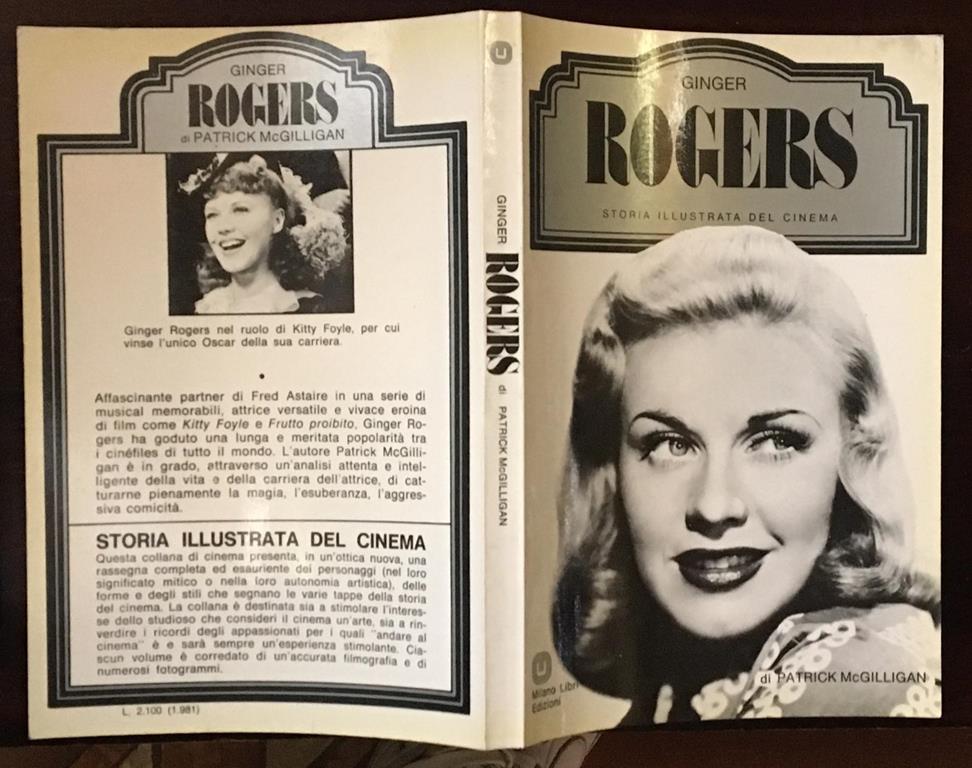 GINGER
ROGERS
di PATRICK McGILLIGAN
Ginger Rogers nel ruolo di Kitty Foyle, per cui
vinse l'unico Oscar della sua carriera.
•
Affascinante partner di Fred Astaire in una serie di
musical memorabili, attrice versatile e vivace eroina
di film come Kitty Foyle e Frutto proibito, Ginger Ro-
gers ha goduto una lunga e meritata popolarità tra
i cinéfiles di tutto il mondo. L'autore Patrick McGilli-
gan è in grado, attraverso un'analisi attenta e intel-
ligente della vita e della carriera dell'attrice, di cat-
turarne pienamente la magia, l'esuberanza, l'aggres-
siva comicità.
STORIA ILLUSTRATA DEL CINEMA
Questa collana di cinema presenta, in un'ottica nuova, una
rassegna completa ed esauriente dei personaggi (nel loro
significato mitico o nella loro autonomia artistica), delle
forme e degli stili che segnano le varie tappe della storia
del cinema. La collana è destinata sia a stimolare l'interes-
se dello studioso che consideri il cinema un'arte, sia a rin-
verdire i ricordi degli appassionati per i quali "andare al
cinema" è e sarà sempre un'esperienza stimolante. Cia-
scun volume è corredato di un'accurata filmografia e di
numerosi fotogrammi.
L. 2.100 (1.981)
GINGER ROGERS di PATRICK McGILLIGAN
GINGER
ROGERS
STORIA ILLUSTRATA DEL CINEMA
di PATRICK McGILLIGAN
Milano Libri
Edizioni